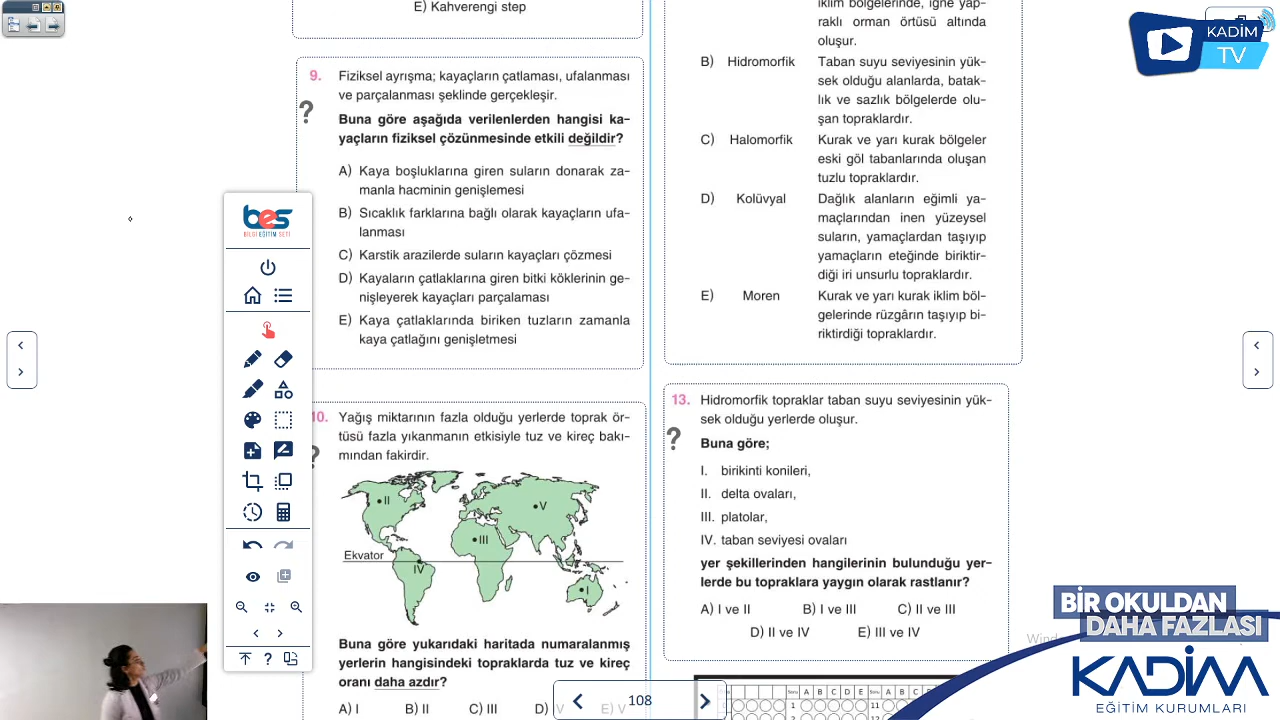 E) Kahverengi step
9. Fiziksel ayrışma; kayaçların çatlaması, ufalanması
ve parçalanması şeklinde gerçekleşir.
?
Buna göre aşağıda verilenlerden hangisi ka-
yaçların fiziksel çözünmesinde etkili değildir?
A) Kaya boşluklarına giren suların donarak za-
manla hacminin genişlemesi
B) Sıcaklık farklarına bağlı olarak kayaçların ufa-
lanması
C) Karstik arazilerde suların kayaçları çözmesi
D) Kayaların çatlaklarına giren bitki köklerinin ge-
nişleyerek kayaçları parçalaması
E) Kaya çatlaklarında biriken tuzların zamanla
kaya çatlağını genişletmesi
10. Yağış miktarının fazla olduğu yerlerde toprak ör-
tüsü fazla yıkanmanın etkisiyle tuz ve kireç bakı-
mından fakirdir.
?
II
V
III
Ekvator
IV
I
Buna göre yukarıdaki haritada numaralanmış
yerlerin hangisindeki topraklarda tuz ve kireç
oranı daha azdır?
A) I B) II C) III D) V E) V
iklim bölgelerinde, iğne yap-
raklı orman örtüsü altında
oluşur.
B) Hidromorfik Taban suyu seviyesinin yük-
sek olduğu alanlarda, batak-
lık ve sazlık bölgelerde olu-
şan topraklardır.
C) Halomorfik Kurak ve yarı kurak bölgeler
eski göl tabanlarında oluşan
tuzlu topraklardır.
D) Kolüvyal Dağlık alanların eğimli ya-
maçlarından inen yüzeysel
suların, yamaçlardan taşıyıp
yamaçların eteğinde biriktir-
diği iri unsurlu topraklardır.
E) Moren Kurak ve yarı kurak iklim böl-
gelerinde rüzgârın taşıyıp bi-
riktirdiği topraklardır.
13. Hidromorfik topraklar taban suyu seviyesinin yük-
sek olduğu yerlerde oluşur.
?
Buna göre;
I. birikinti konileri,
II. delta ovaları,
III. platolar,
IV. taban seviyesi ovaları
yer şekillerinden hangilerinin bulunduğu yer-
lerde bu topraklara yaygın olarak rastlanır?
A) I ve II B) I ve III C) II ve III
D) II ve IV E) III ve IV
A B C D E A B C
1 11
108
bes
BİLGİ EĞİTİM SETİ
?
KADİM
TV
Wind
BİR OKULDAN
DAHA FAZLASI
KADİM
EĞİTİM KURUMLARI